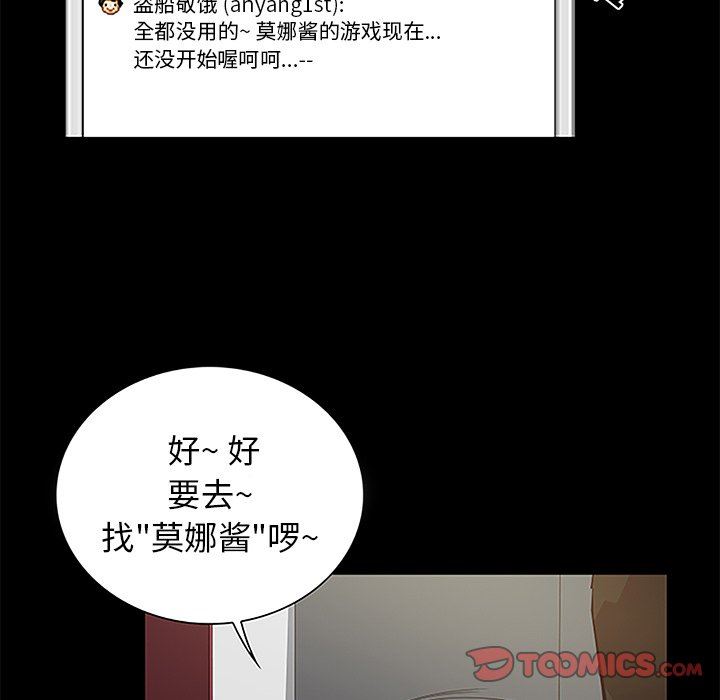 盗船敬饿 (anyang1st):
全都没用的~ 莫娜酱的游戏现在...
还没开始喔呵呵...--
好~ 好
要去~
找"莫娜酱"啰~
TOOMICS.COM